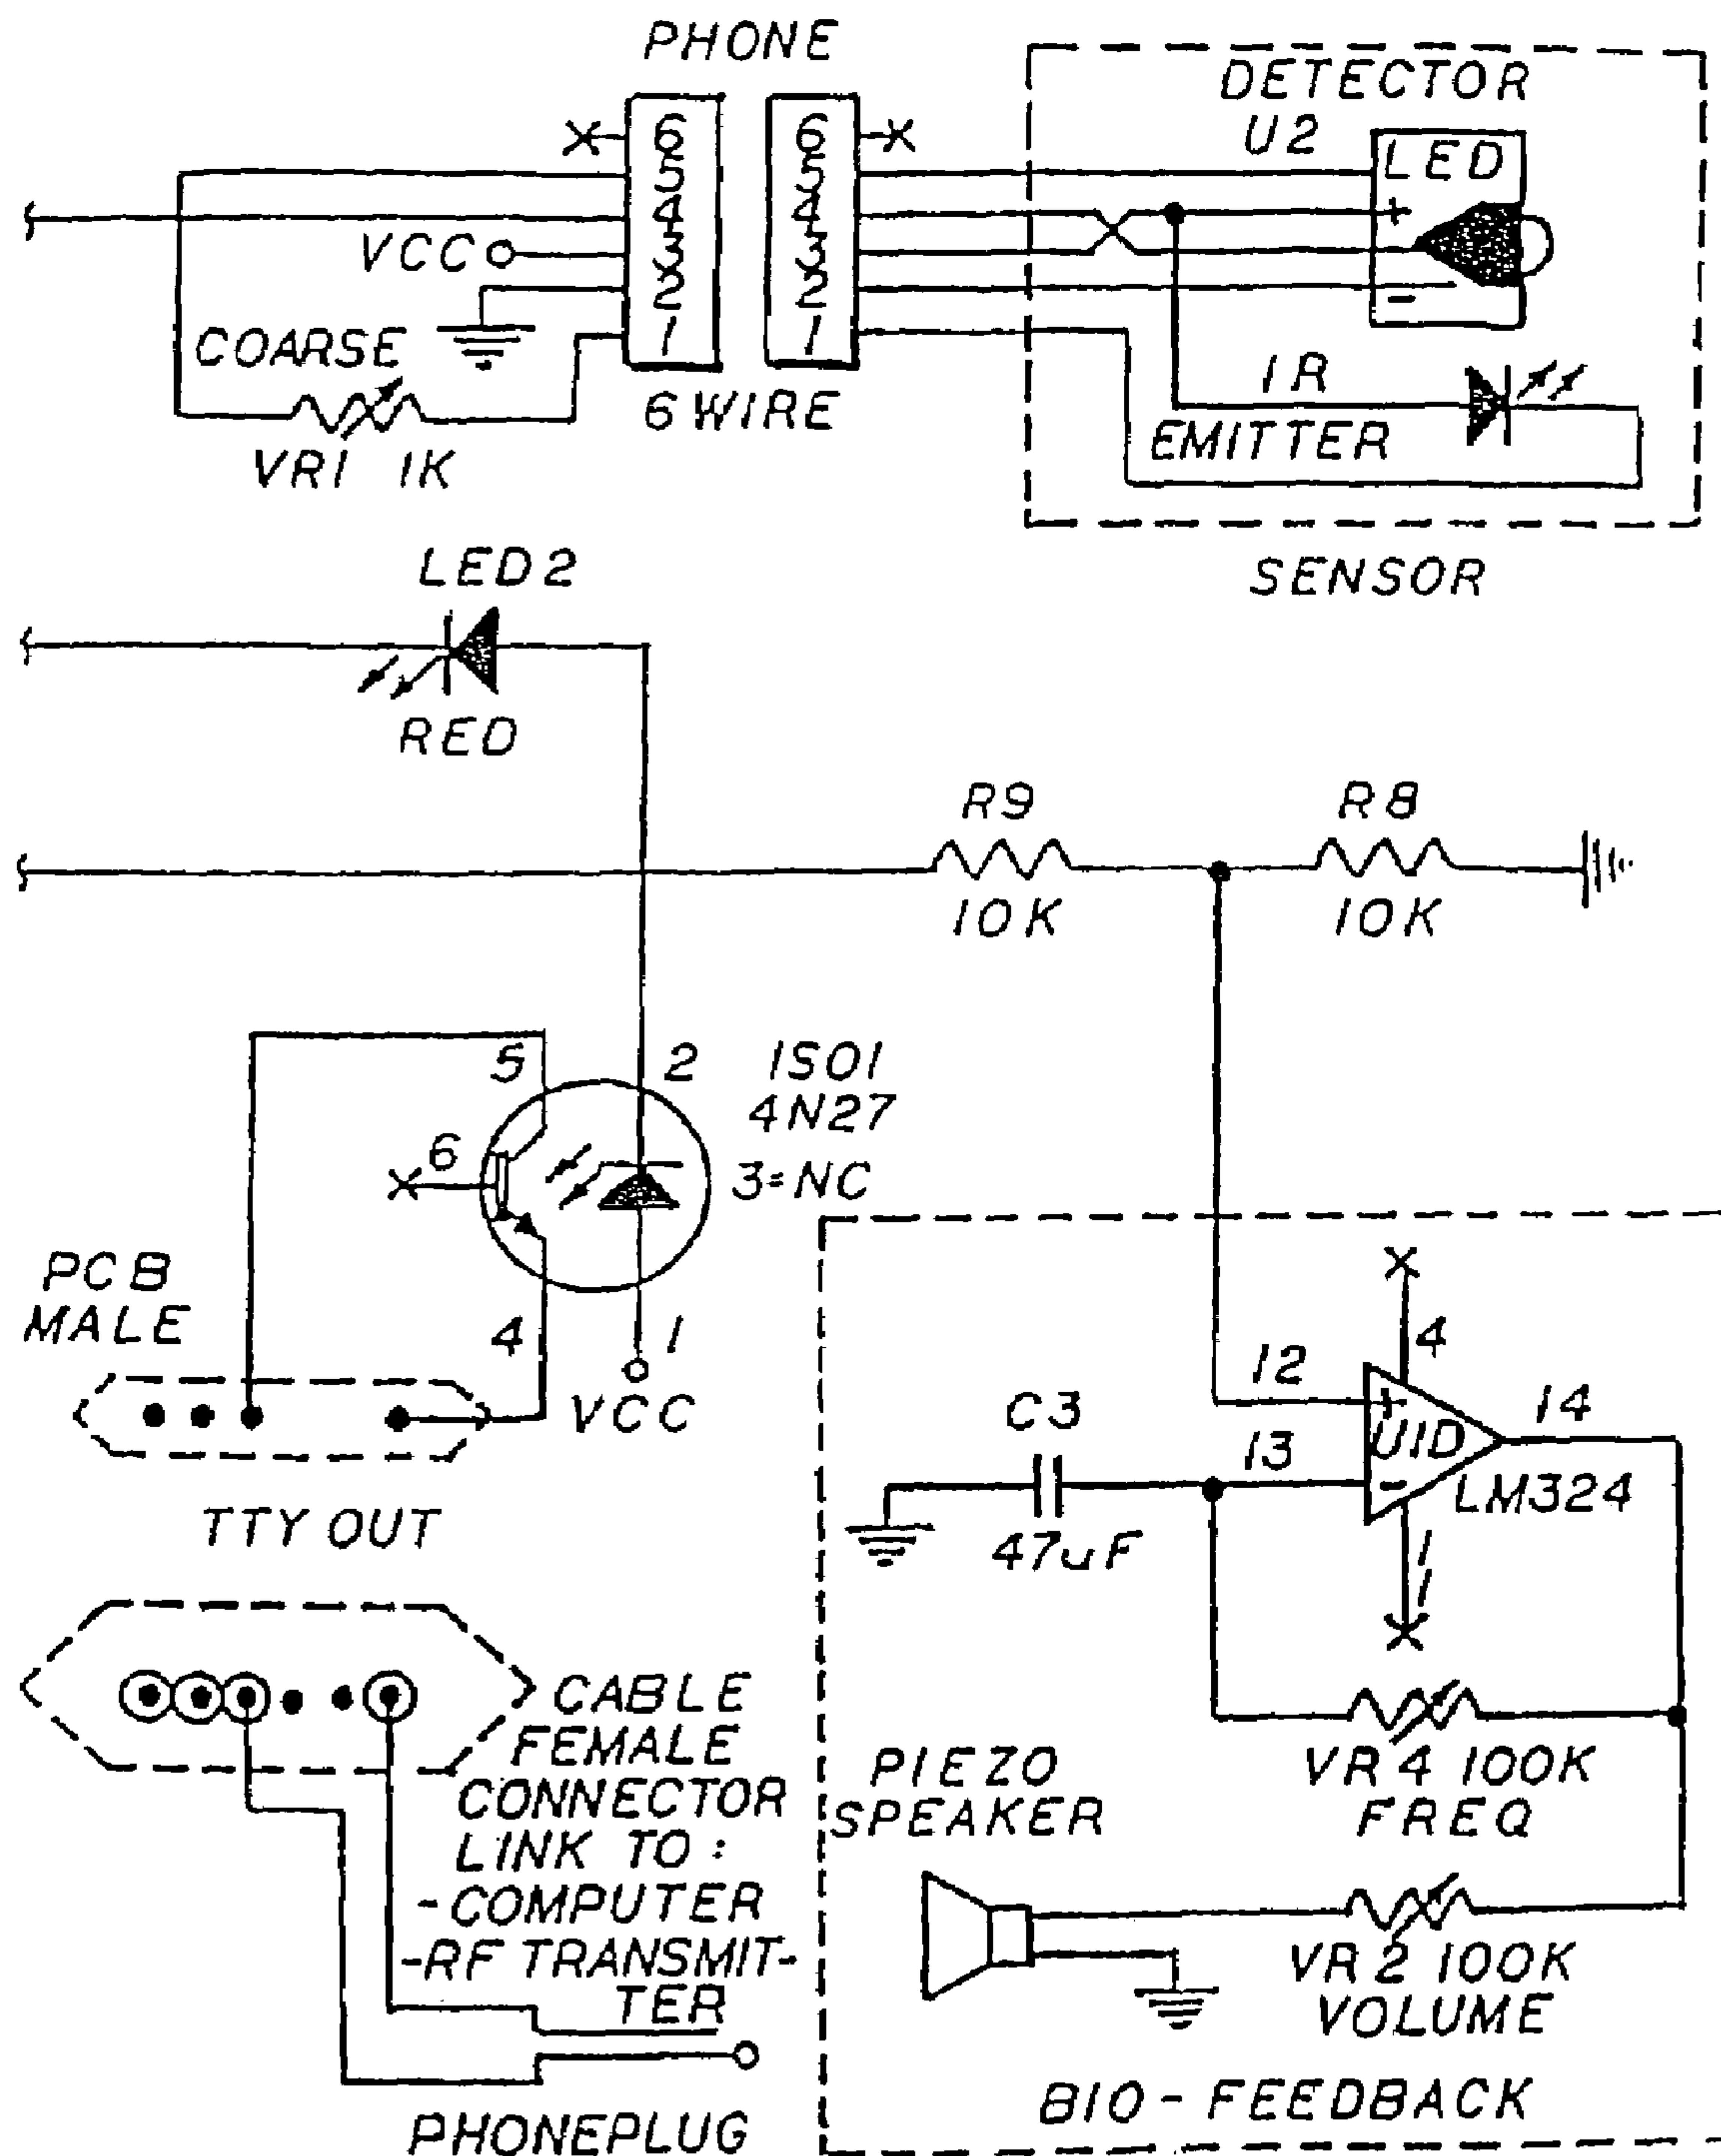 PHONE
6
5
4
3
2
1
6
5
4
3
2
1
6 WIRE
VCC
COARSE
VR1 1K
DETECTOR
U2
LED
+
-
IR
EMITTER
SENSOR
LED2
RED
R9
10K
R8
10K
5
2
ISO1
4N27
6
3=NC
4
1
VCC
PCB
MALE
TTY OUT
CABLE
FEMALE
CONNECTOR
LINK TO:
-COMPUTER
-RF TRANSMIT-
TER
PHONEPLUG
4
12
+
14
U1D
C3
13
-
LM324
47uF
11
VR4 100K
FREQ
PIEZO
SPEAKER
VR2 100K
VOLUME
BIO-FEEDBACK